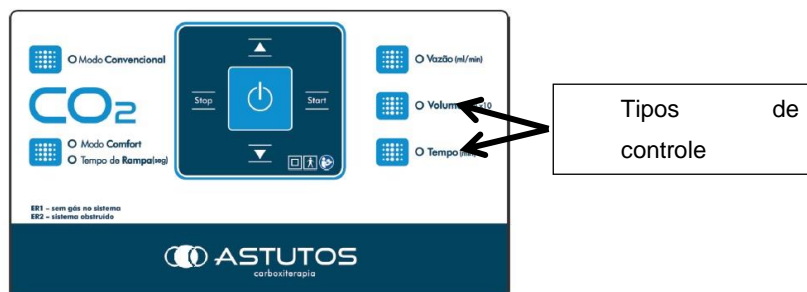 Modo Convencional
CO2
Modo Comfort
Tempo de Rampa(seg)
Stop
Start
Vazão (ml/min)
x10
Tempo
ER1 – sem gás no sistema
ER2 – sistema obstruído
ASTUTOS
carboxiterapia
Tipos de
controle